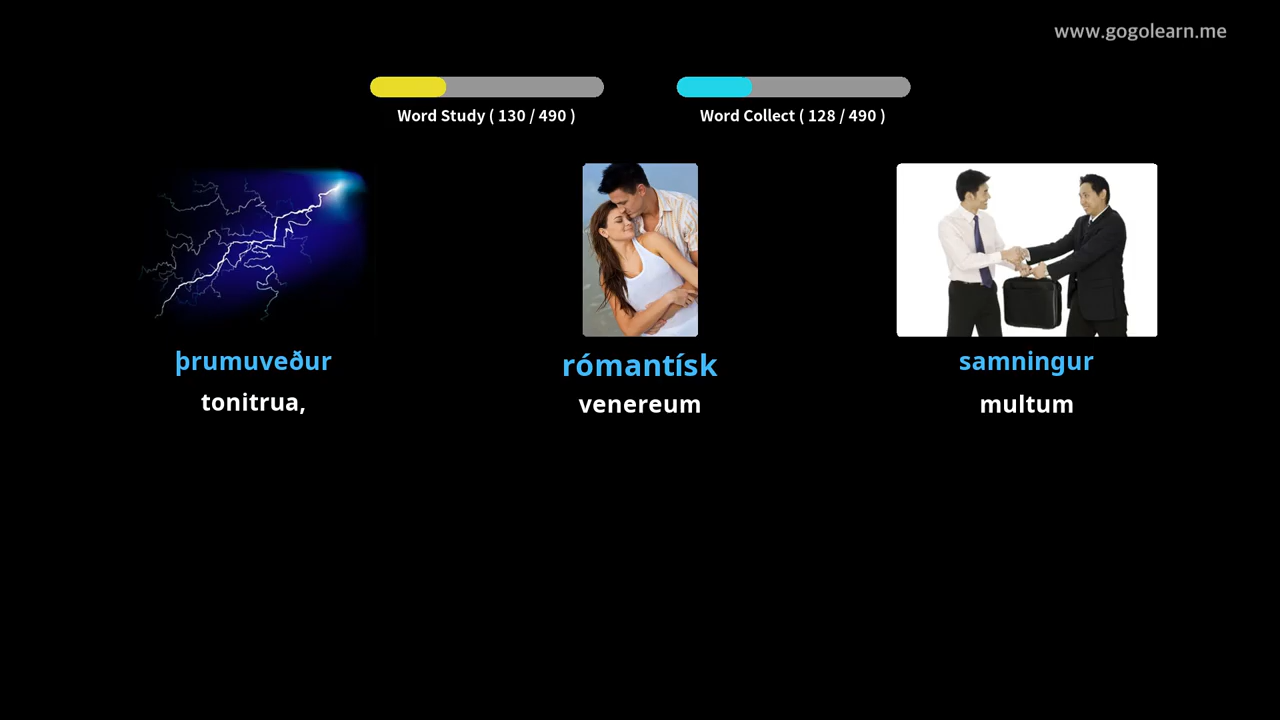 www.gogolearn.me
Word Study ( 130 / 490 )
Word Collect ( 128 / 490 )
þrumuveður
rómantísk
samningur
tonitrua,
venereum
multum